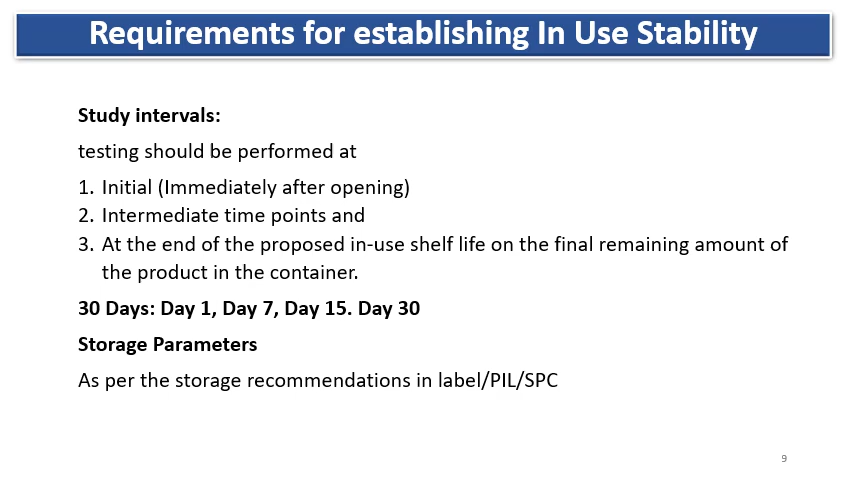 Requirements for establishing In Use Stability
Study intervals:
testing should be performed at
1. Initial (Immediately after opening)
2. Intermediate time points and
3. At the end of the proposed in-use shelf life on the final remaining amount of
the product in the container.
30 Days: Day 1, Day 7, Day 15. Day 30
Storage Parameters
As per the storage recommendations in label/PIL/SPC
9